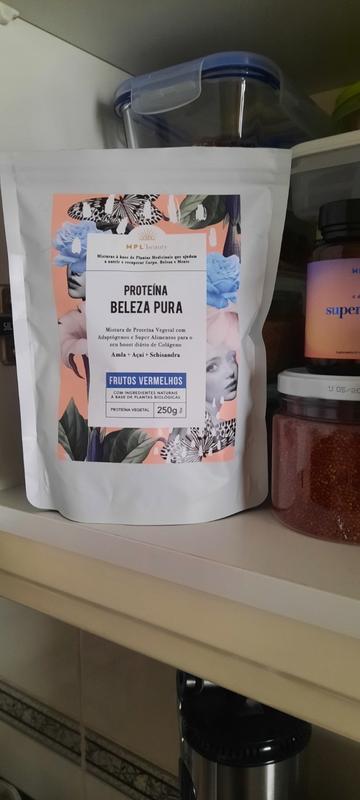 MPL'beauty
Misturas à base de Plantas Medicinais que ajudam
a nutrir e recuperar Corpo, Beleza e Mente
PROTEÍNA
BELEZA PURA
Mistura de Proteína Vegetal com
Adaptógenos e Super Alimentos para o
seu boost diário de Colágeno
Amla + Açaí + Schisandra
FRUTOS VERMELHOS
COM INGREDIENTES NATURAIS
À BASE DE PLANTAS BIOLÓGICAS
PROTEÍNA VEGETAL
250g
super